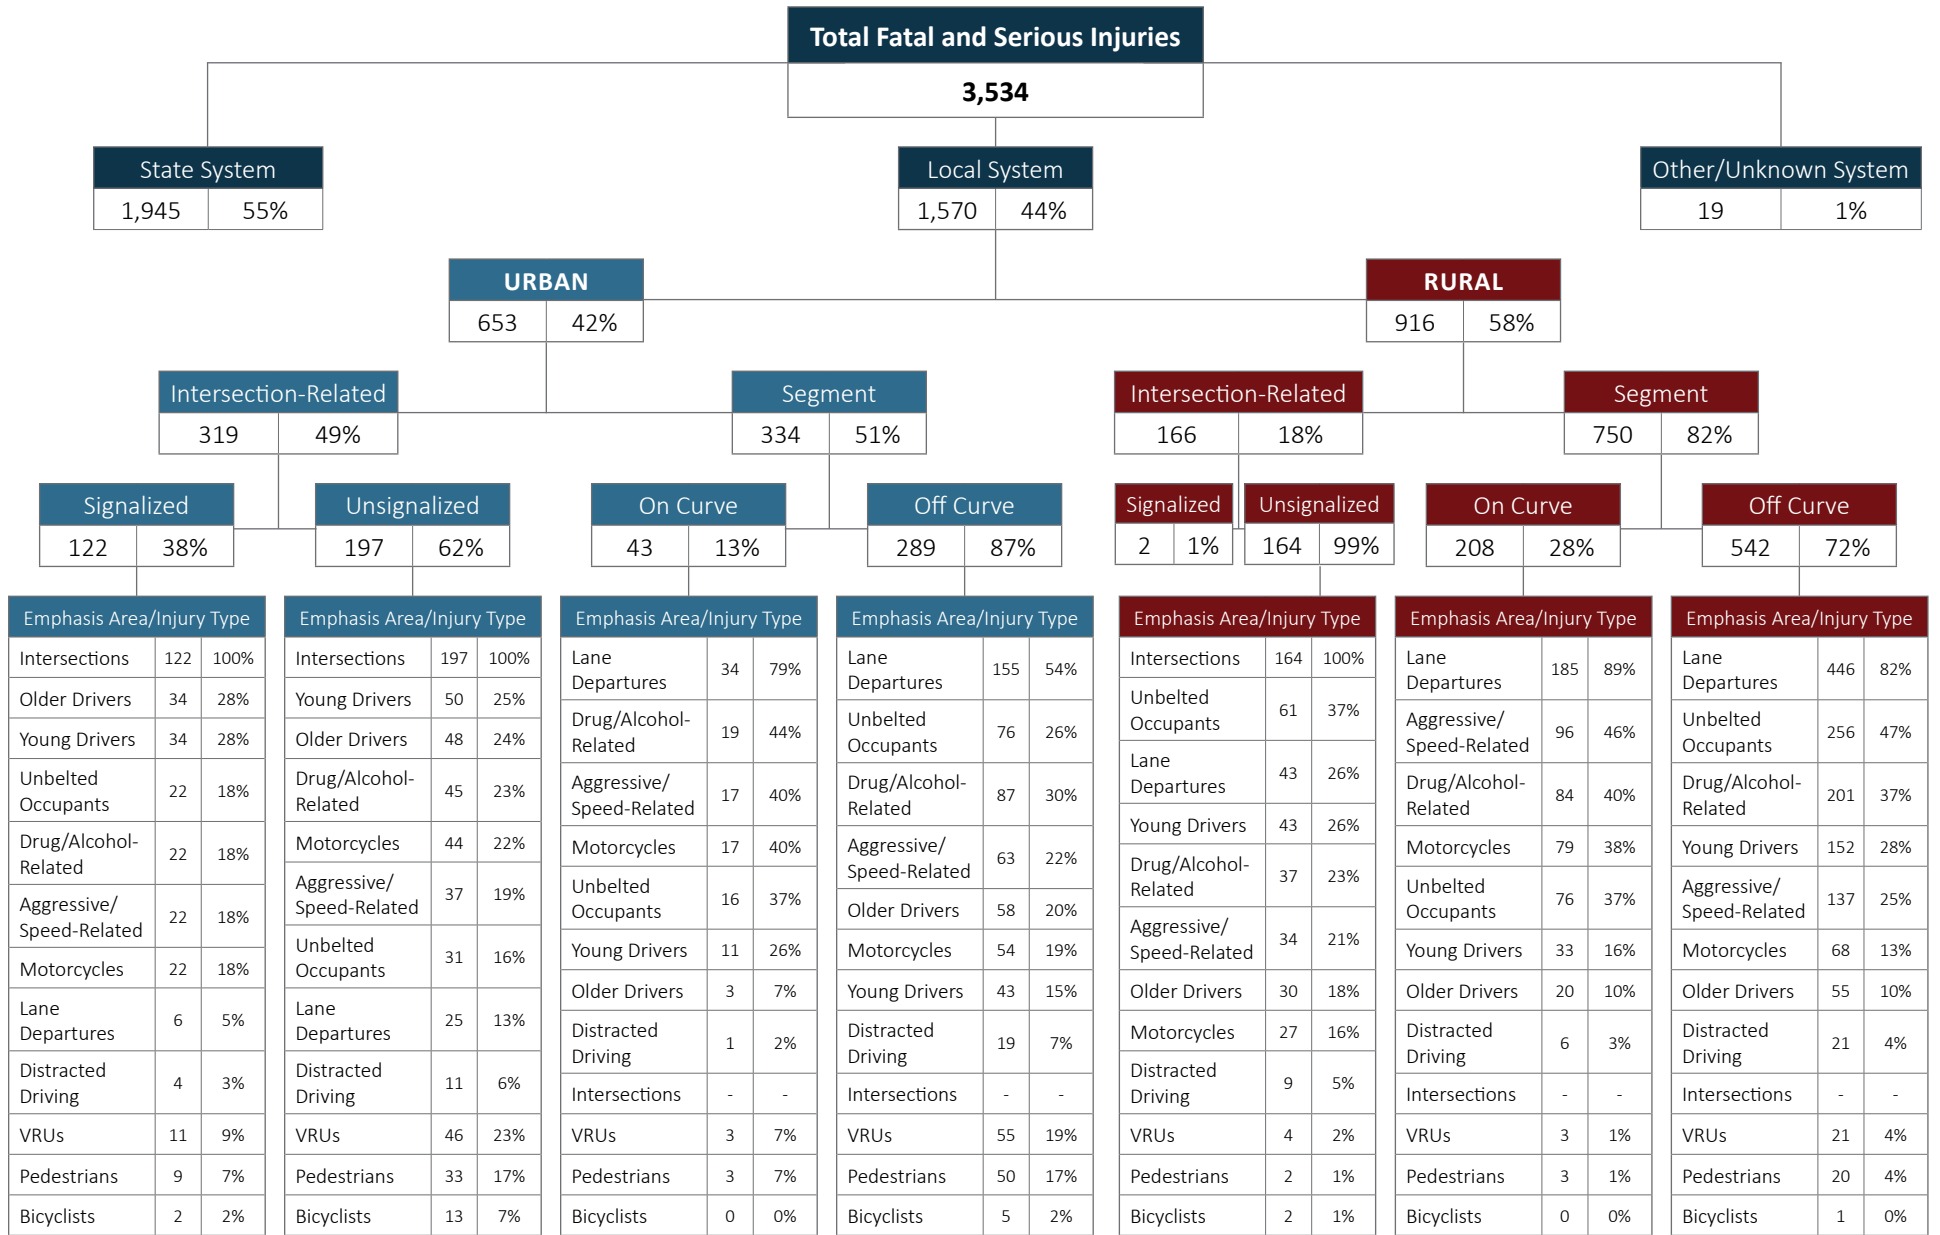 Total Fatal and Serious Injuries
3,534
State System
1,945 55%
Local System
1,570 44%
Other/Unknown System
19 1%
URBAN
653 42%
RURAL
916 58%
Intersection-Related
319 49%
Segment
334 51%
Intersection-Related
166 18%
Segment
750 82%
Signalized
122 38%
Unsignalized
197 62%
On Curve
43 13%
Off Curve
289 87%
Signalized
2 1%
Unsignalized
164 99%
On Curve
208 28%
Off Curve
542 72%
Emphasis Area/Injury Type
Intersections 122 100%
Older Drivers 34 28%
Young Drivers 34 28%
Unbelted
Occupants 22 18%
Drug/Alcohol-
Related 22 18%
Aggressive/
Speed-Related 22 18%
Motorcycles 22 18%
Lane
Departures 6 5%
Distracted
Driving 4 3%
VRUs 11 9%
Pedestrians 9 7%
Bicyclists 2 2%
Emphasis Area/Injury Type
Intersections 197 100%
Young Drivers 50 25%
Older Drivers 48 24%
Drug/Alcohol-
Related 45 23%
Motorcycles 44 22%
Aggressive/
Speed-Related 37 19%
Unbelted
Occupants 31 16%
Lane
Departures 25 13%
Distracted
Driving 11 6%
VRUs 46 23%
Pedestrians 33 17%
Bicyclists 13 7%
Emphasis Area/Injury Type
Lane
Departures 34 79%
Drug/Alcohol-
Related 19 44%
Aggressive/
Speed-Related 17 40%
Motorcycles 17 40%
Unbelted
Occupants 16 37%
Young Drivers 11 26%
Older Drivers 3 7%
Distracted
Driving 1 2%
Intersections - -
VRUs 3 7%
Pedestrians 3 7%
Bicyclists 0 0%
Emphasis Area/Injury Type
Lane
Departures 155 54%
Unbelted
Occupants 76 26%
Drug/Alcohol-
Related 87 30%
Aggressive/
Speed-Related 63 22%
Older Drivers 58 20%
Motorcycles 54 19%
Young Drivers 43 15%
Distracted
Driving 19 7%
Intersections - -
VRUs 55 19%
Pedestrians 50 17%
Bicyclists 5 2%
Emphasis Area/Injury Type
Intersections 164 100%
Unbelted
Occupants 61 37%
Lane
Departures 43 26%
Young Drivers 43 26%
Drug/Alcohol-
Related 37 23%
Aggressive/
Speed-Related 34 21%
Older Drivers 30 18%
Motorcycles 27 16%
Distracted
Driving 9 5%
VRUs 4 2%
Pedestrians 2 1%
Bicyclists 2 1%
Emphasis Area/Injury Type
Lane
Departures 185 89%
Aggressive/
Speed-Related 96 46%
Drug/Alcohol-
Related 84 40%
Motorcycles 79 38%
Unbelted
Occupants 76 37%
Young Drivers 33 16%
Older Drivers 20 10%
Distracted
Driving 6 3%
Intersections - -
VRUs 3 1%
Pedestrians 3 1%
Bicyclists 0 0%
Emphasis Area/Injury Type
Lane
Departures 446 82%
Unbelted
Occupants 256 47%
Drug/Alcohol-
Related 201 37%
Young Drivers 152 28%
Aggressive/
Speed-Related 137 25%
Motorcycles 68 13%
Older Drivers 55 10%
Distracted
Driving 21 4%
Intersections - -
VRUs 21 4%
Pedestrians 20 4%
Bicyclists 1 0%